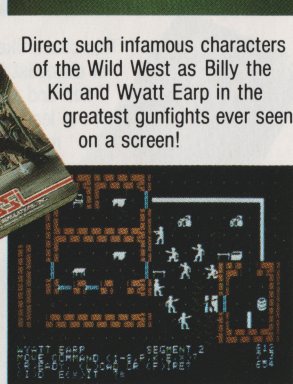 Direct such infamous characters
of the Wild West as Billy the
Kid and Wyatt Earp in the
greatest gunfights ever seen
on a screen!
WYATT EARP SEGMENT 2